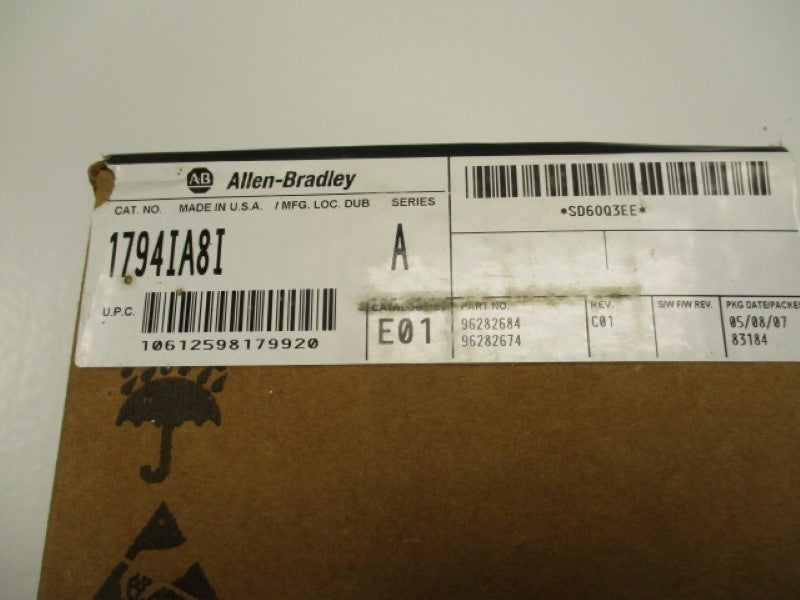 AB Allen-Bradley
CAT. NO. MADE IN U.S.A. / MFG. LOC. DUB SERIES
1794IA8I A
U.P.C.
10612598179920
*SD60Q3EE*
E01
PART NO.
96282684
96282674
REV.
C01
S/W F/W REV.
PKG DATE/PACKE
05/08/07
83184